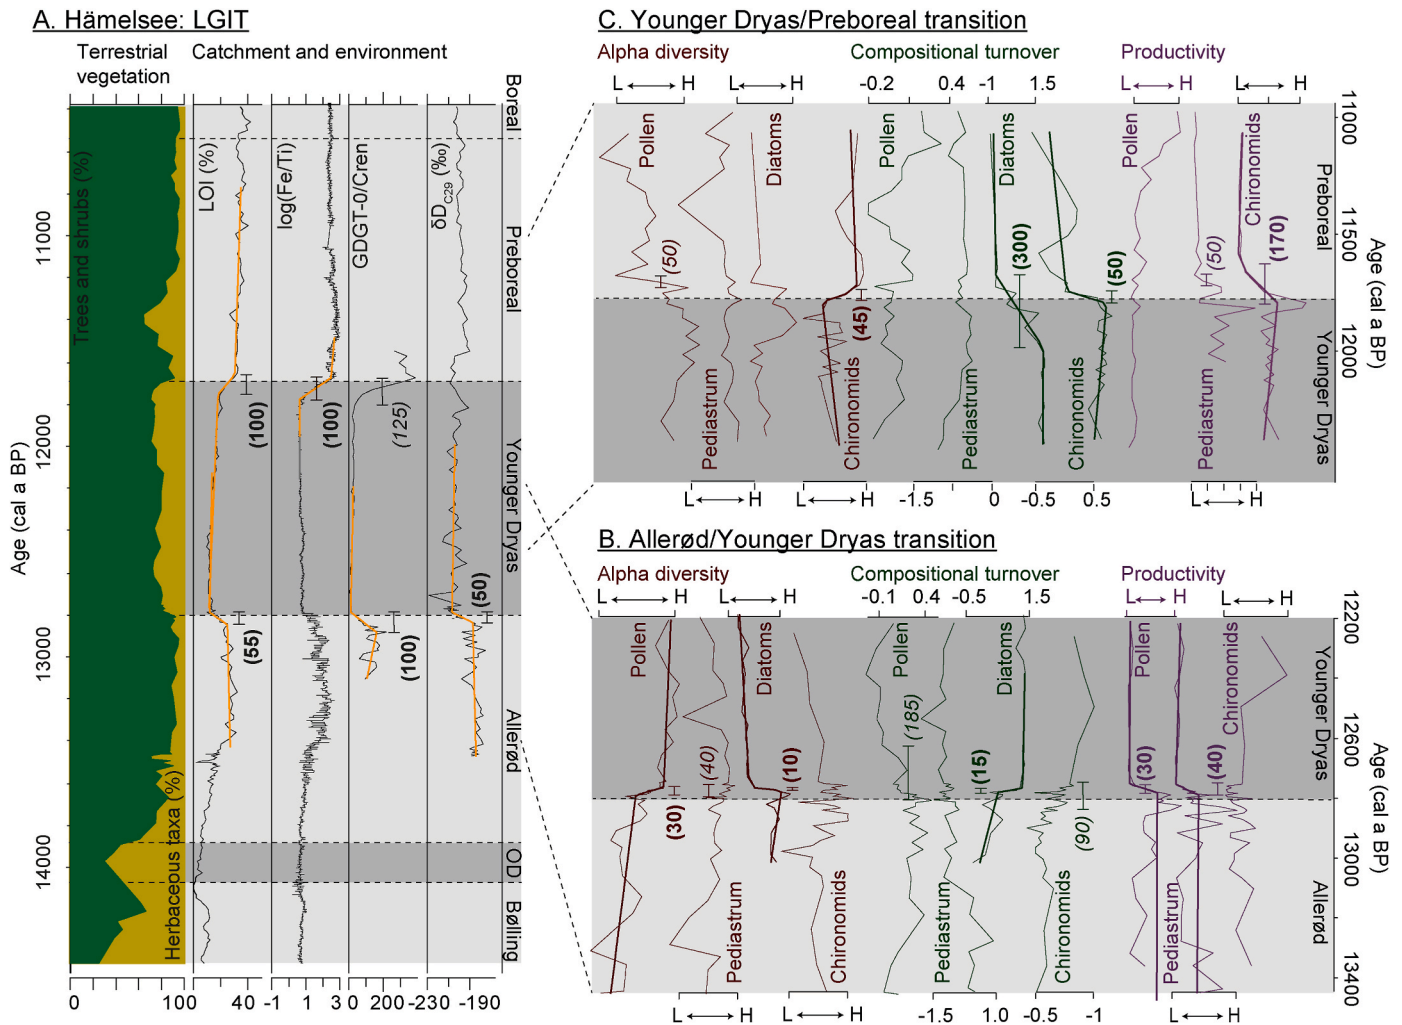 A. Hämelsee: LGIT
Terrestrial
vegetation
Catchment and environment
Age (cal a BP)
11000
12000
13000
14000
Trees and shrubs (%)
Herbaceous taxa (%)
LOI (%)
log(Fe/Ti)
GDGT-0/Cren
δD C29 (‰)
(100)
(100)
(125)
(55)
(100)
(50)
Boreal
Preboreal
Younger Dryas
Allerød
OD
Bølling
0
100
0
40
-1
1
3
0
200
-230
-190
C. Younger Dryas/Preboreal transition
Alpha diversity
Compositional turnover
Productivity
L H
L H
-0.2
0.4
-1
1.5
L H
L H
Pollen
Diatoms
Pollen
Diatoms
Pollen
Chironomids
(50)
(45)
(300)
(50)
(50)
(170)
Pediastrum
Chironomids
Pediastrum
Chironomids
Pediastrum
Preboreal
Younger Dryas
11000
11500
12000
Age (cal a BP)
L H
L H
-1.5
0
-0.5
0.5
L H
B. Allerød/Younger Dryas transition
Alpha diversity
Compositional turnover
Productivity
L H
L H
-0.1
0.4
-0.5
1.5
L H
L H
Pollen
Diatoms
Pollen
Diatoms
Pollen
Chironomids
(30)
(40)
(10)
(185)
(15)
(90)
(30)
(40)
Pediastrum
Chironomids
Pediastrum
Chironomids
Pediastrum
Younger Dryas
Allerød
12200
12600
13000
13400
Age (cal a BP)
L H
L H
-1.5
1.0
-0.5
-1
L H